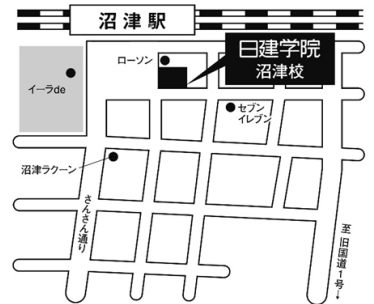 沼津駅
日建学院
沼津校
ローソン
イーラde
セブン
イレブン
沼津ラクーン
さんさん通り
至 旧国道1号→